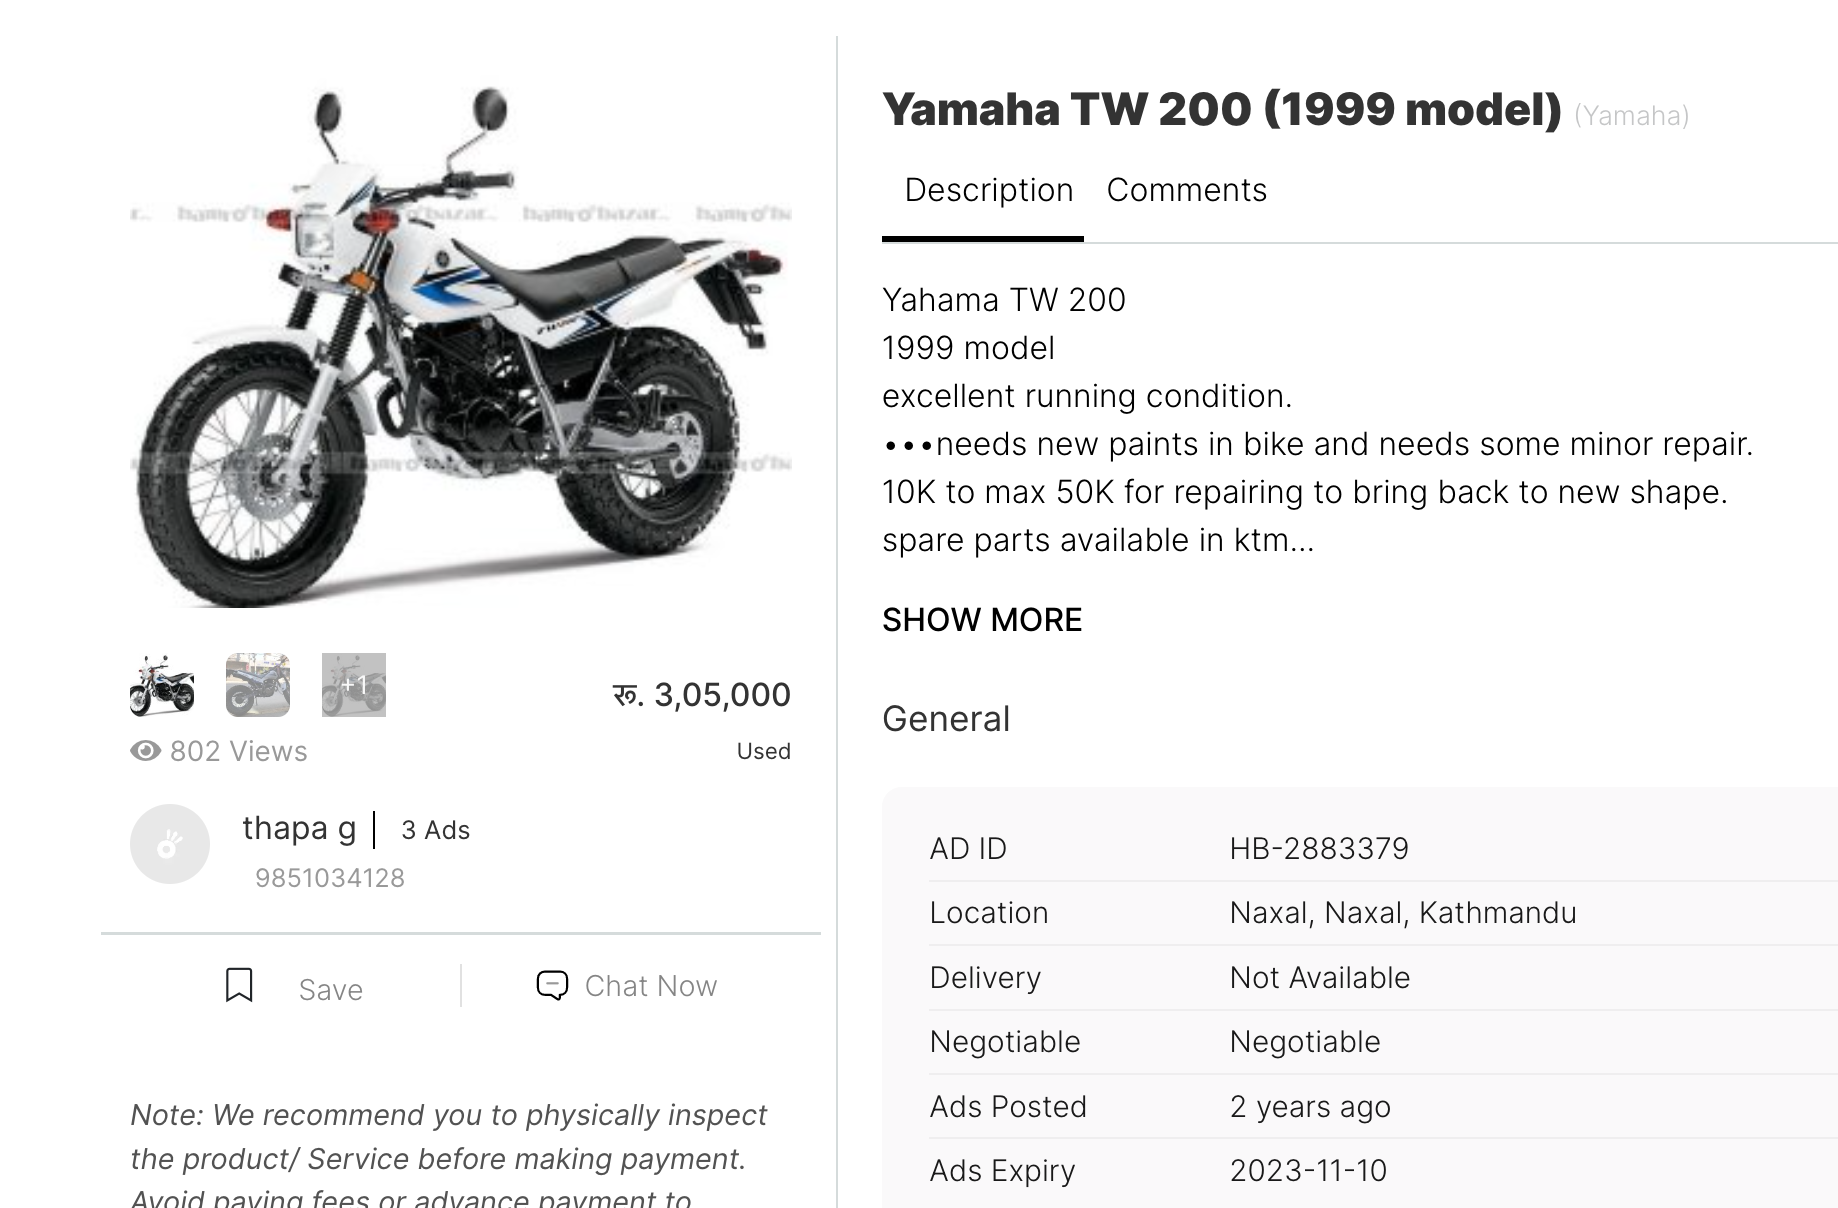 Yamaha TW 200 (1999 model) (Yamaha)
Description Comments
Yahama TW 200
1999 model
excellent running condition.
•••needs new paints in bike and needs some minor repair.
10K to max 50K for repairing to bring back to new shape.
spare parts available in ktm...
SHOW MORE
General
AD ID HB-2883379
Location Naxal, Naxal, Kathmandu
Delivery Not Available
Negotiable Negotiable
Ads Posted 2 years ago
Ads Expiry 2023-11-10
hamro'bazar.. hamro'bazar..
+1
रू. 3,05,000
802 Views
Used
thapa g
3 Ads
9851034128
Save
Chat Now
Note: We recommend you to physically inspect
the product/ Service before making payment.
Avoid paying fees or advance payment to